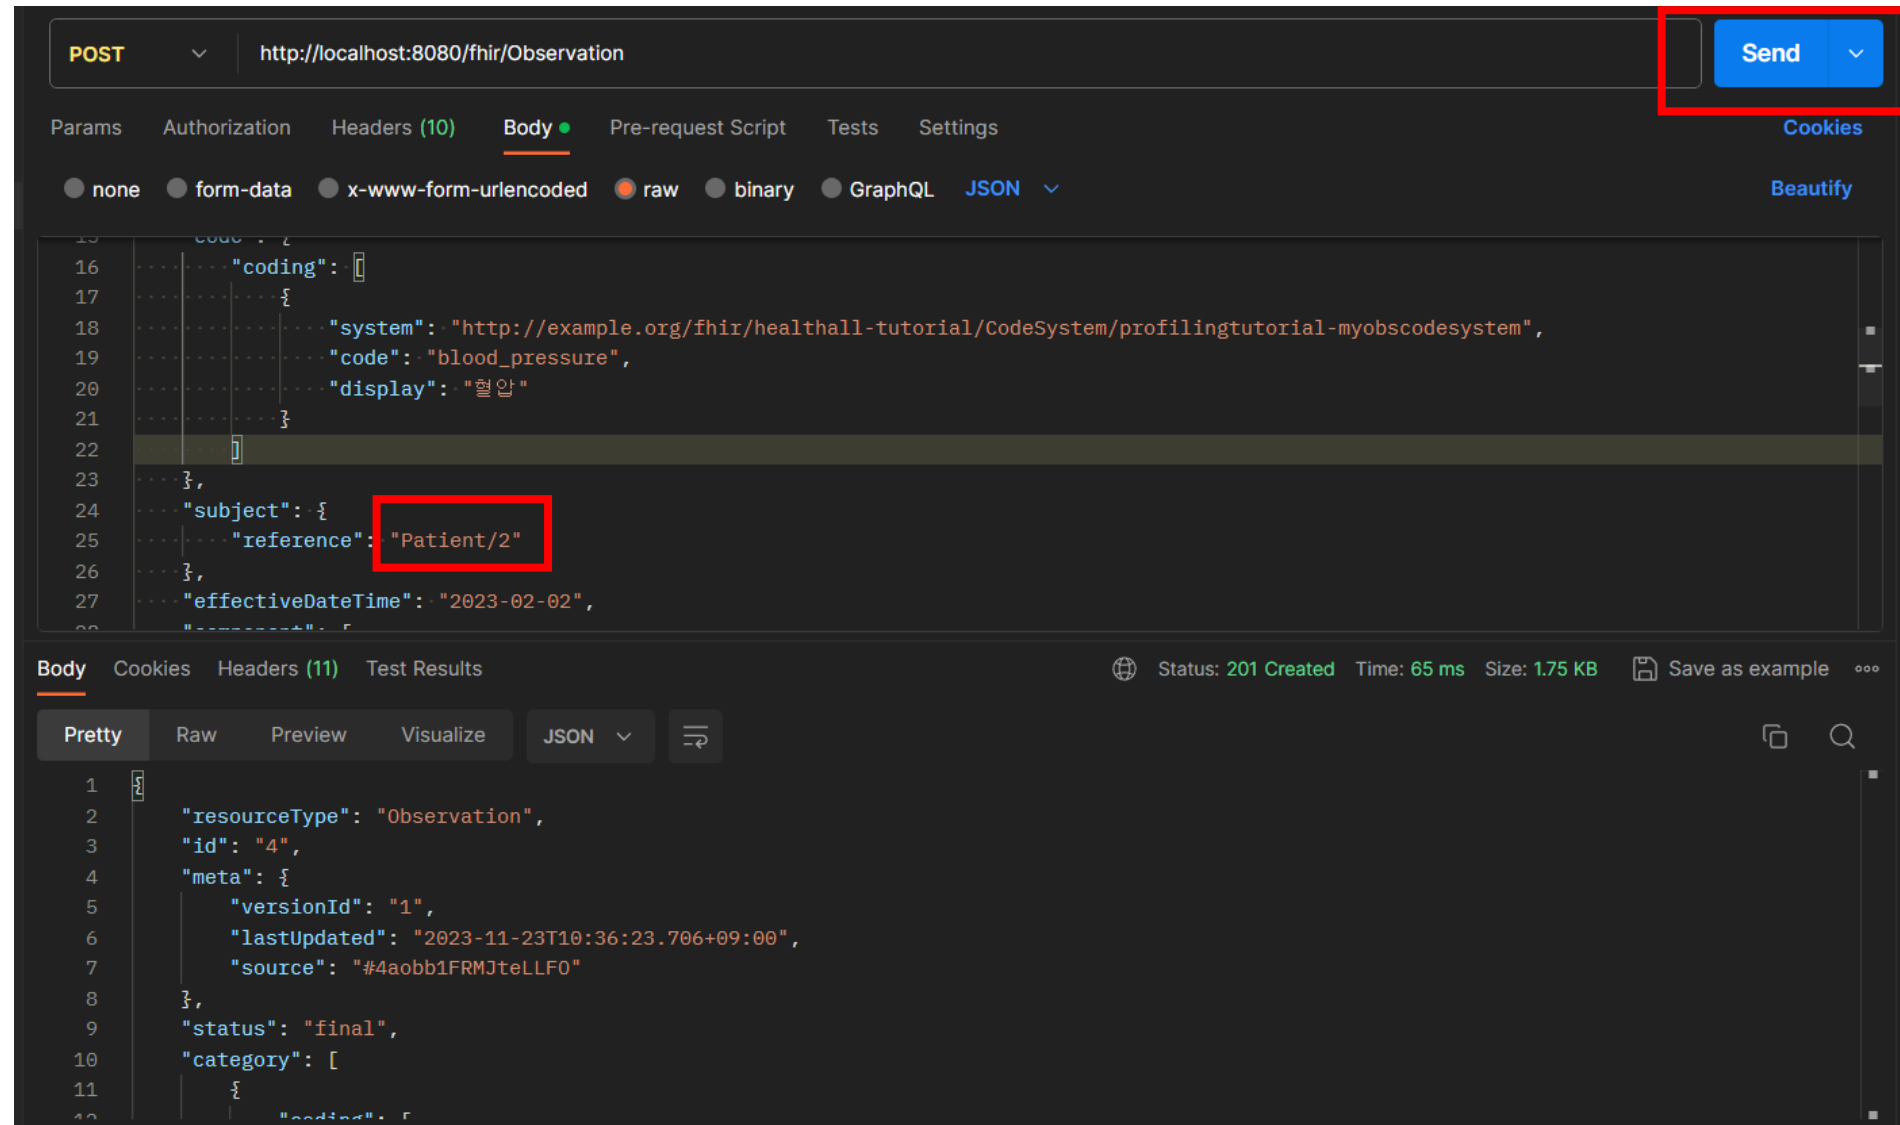 POST http://localhost:8080/fhir/Observation Send
Params Authorization Headers (10) Body Pre-request Script Tests Settings Cookies
none form-data x-www-form-urlencoded raw binary GraphQL JSON Beautify
15 "code": {
16 "coding": [
17 {
18 "system": "http://example.org/fhir/healthall-tutorial/CodeSystem/profilingtutorial-myobscodesystem",
19 "code": "blood_pressure",
20 "display": "혈압"
21 }
22 ]
23 },
24 "subject": {
25 "reference": "Patient/2"
26 },
27 "effectiveDateTime": "2023-02-02",
28 "component": [
Body Cookies Headers (11) Test Results Status: 201 Created Time: 65 ms Size: 1.75 KB Save as example
Pretty Raw Preview Visualize JSON
1 {
2 "resourceType": "Observation",
3 "id": "4",
4 "meta": {
5 "versionId": "1",
6 "lastUpdated": "2023-11-23T10:36:23.706+09:00",
7 "source": "#4aobb1FRMJteLLFO"
8 },
9 "status": "final",
10 "category": [
11 {
12 "coding": [